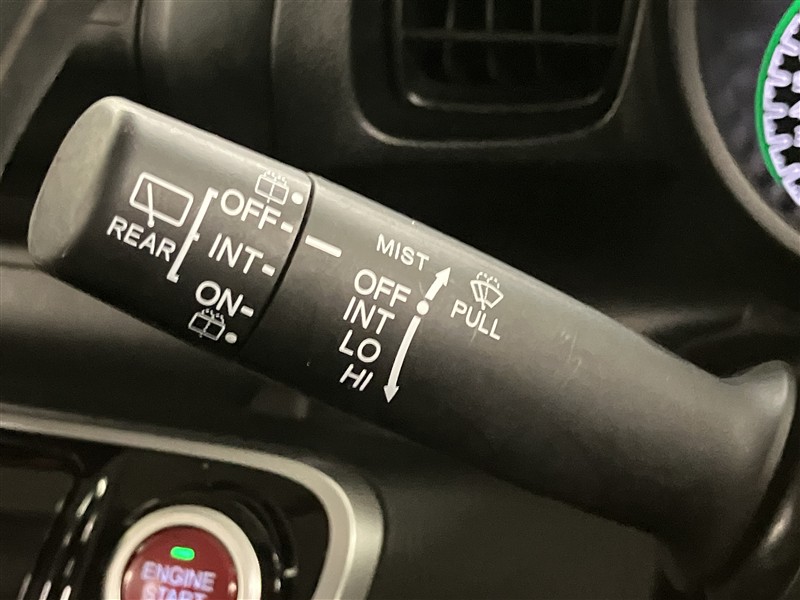 REAR
OFF
INT
ON
MIST
OFF
INT
LO
HI
PULL
ENGINE
START